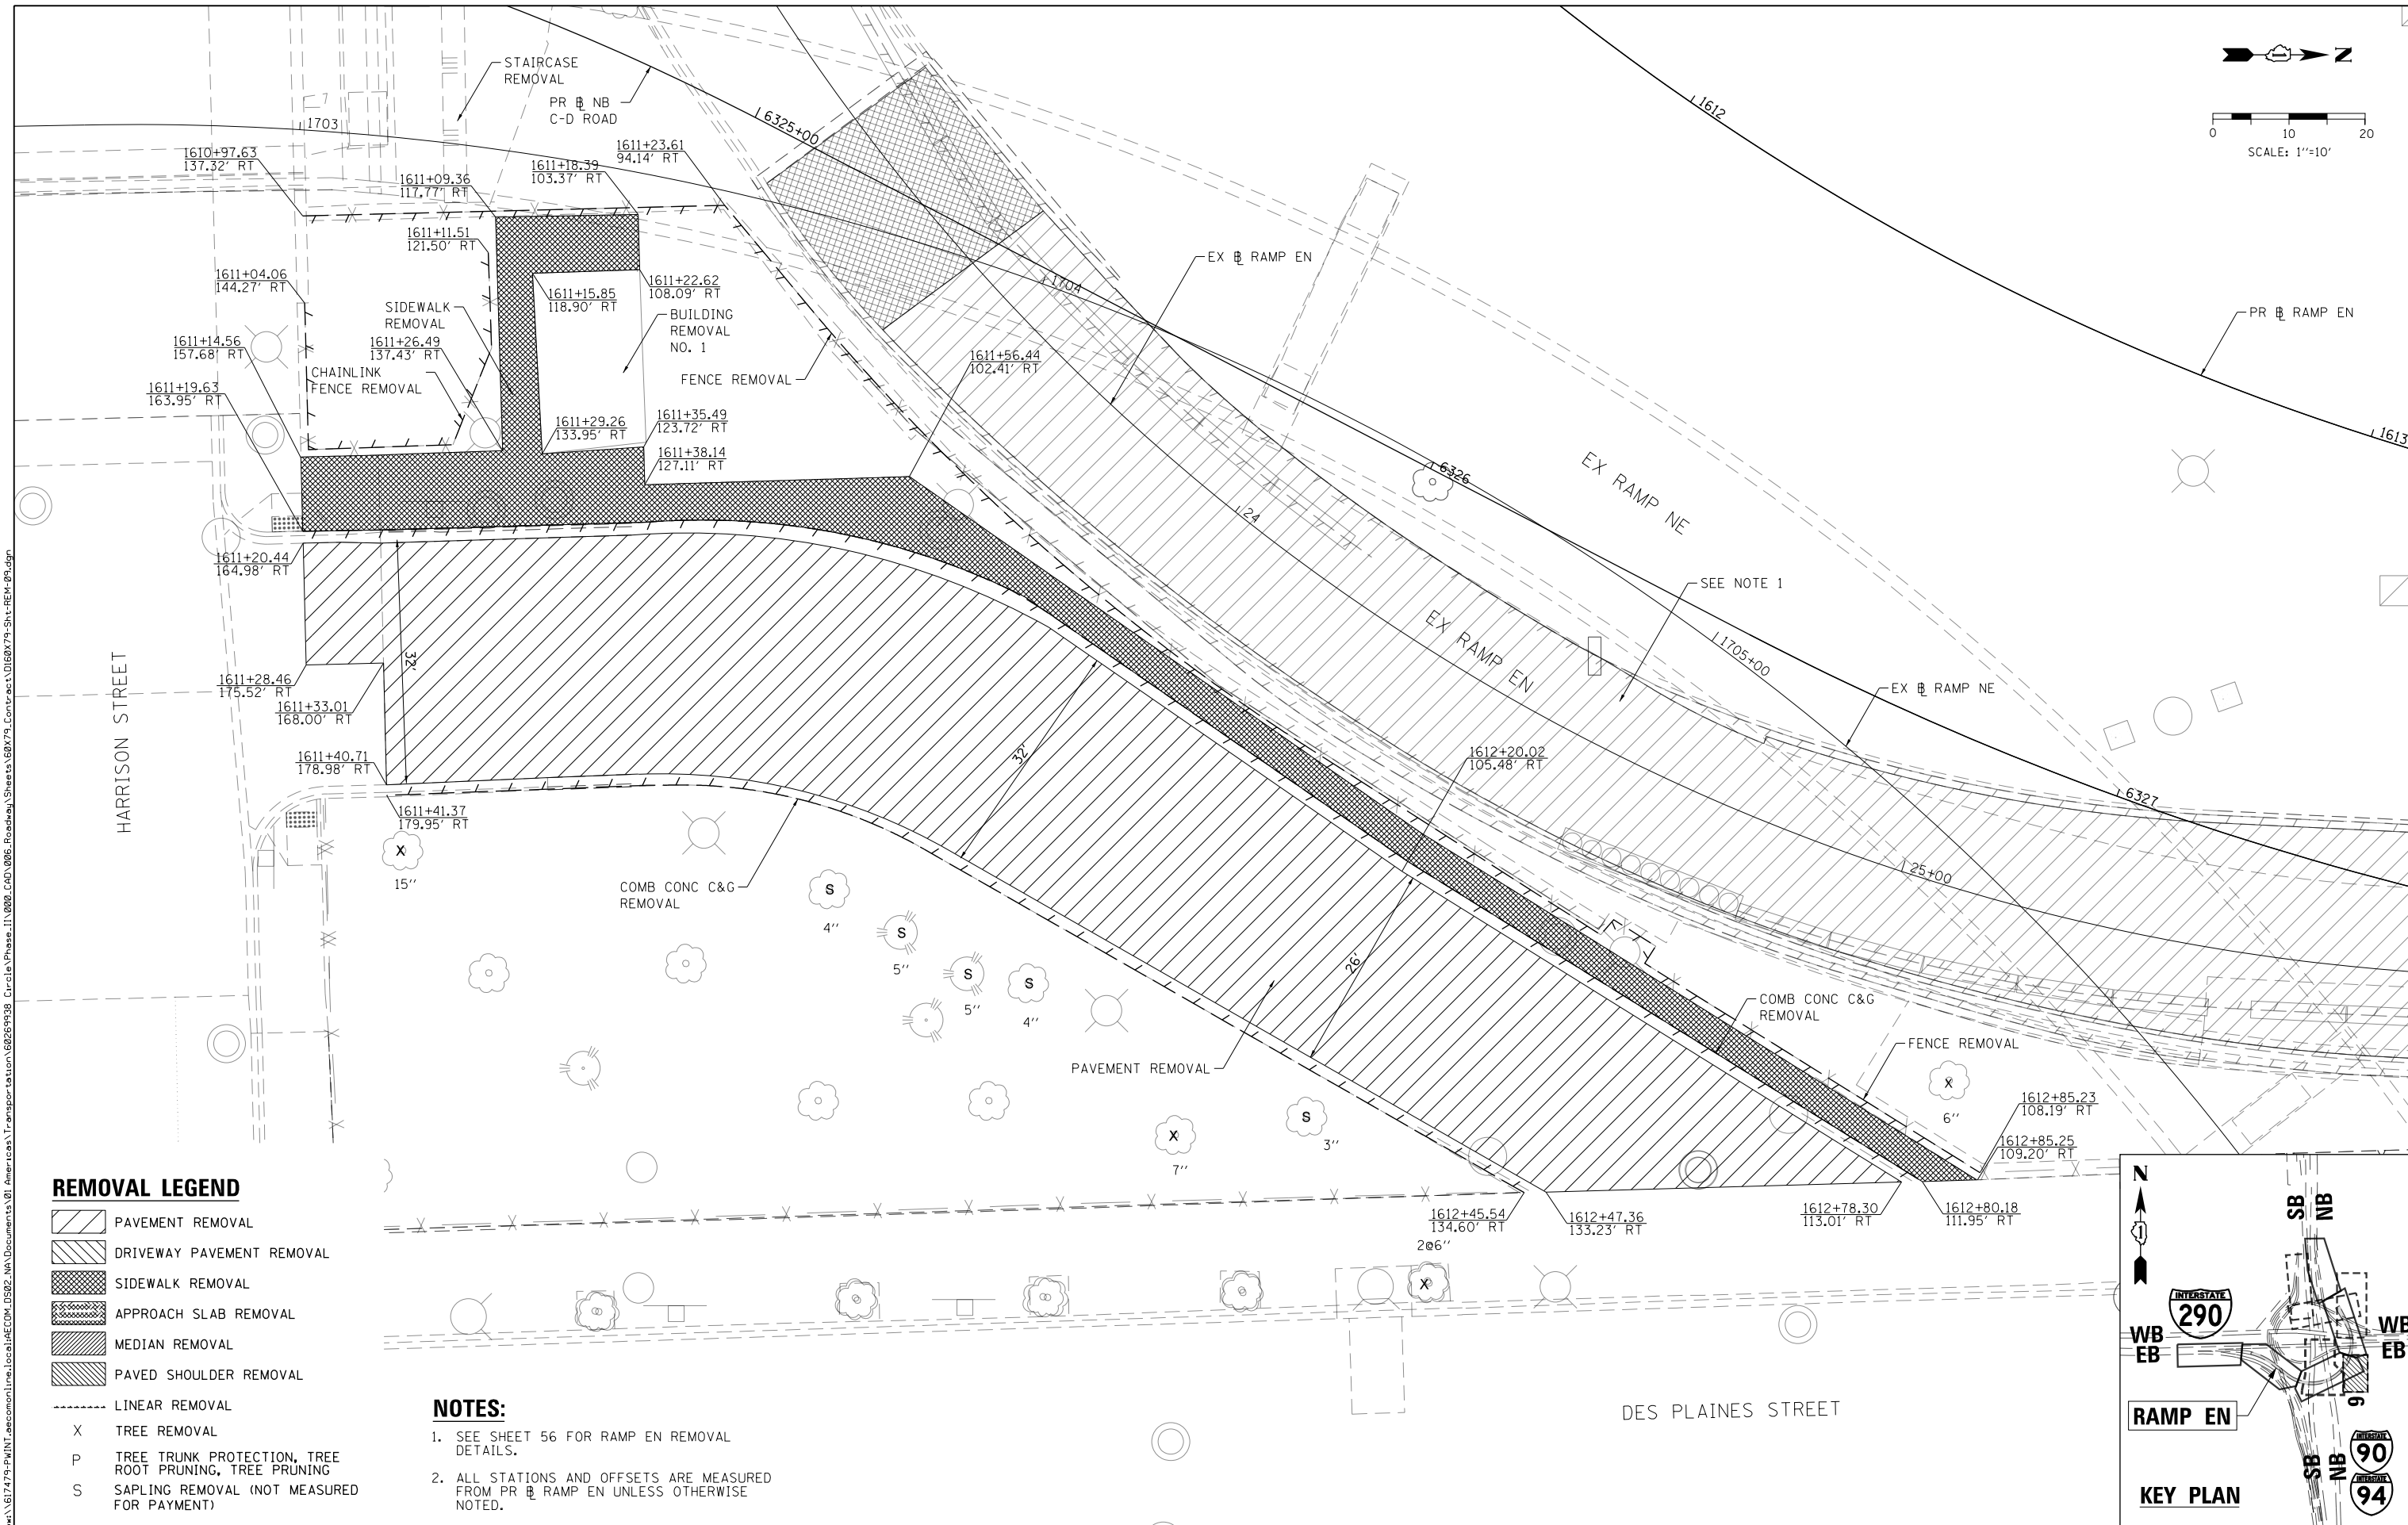 N
0 10 20
SCALE: 1''=10'
STAIRCASE
REMOVAL
PR ℄ NB
C-D ROAD
1703
6325+00
1612
1610+97.63
137.32' RT
1611+09.36
117.77' RT
1611+18.39
103.37' RT
1611+23.61
94.14' RT
1611+11.51
121.50' RT
1611+04.06
144.27' RT
1611+22.62
108.09' RT
1611+15.85
118.90' RT
1704
EX ℄ RAMP EN
SIDEWALK
REMOVAL
BUILDING
REMOVAL
NO. 1
PR ℄ RAMP EN
1611+14.56
157.68' RT
1611+26.49
137.43' RT
1611+56.44
102.41' RT
CHAINLINK
FENCE REMOVAL
FENCE REMOVAL
1611+19.63
163.95' RT
1611+35.49
123.72' RT
1611+29.26
133.95' RT
1613
1611+38.14
127.11' RT
6326
EX RAMP NE
24
1611+20.44
164.98' RT
SEE NOTE 1
EX RAMP EN
32'
1705+00
HARRISON STREET
1611+28.46
175.52' RT
EX ℄ RAMP NE
1611+33.01
168.00' RT
32'
1612+20.02
105.48' RT
1611+40.71
178.98' RT
6327
1611+41.37
179.95' RT
X
15''
25+00
COMB CONC C&G
REMOVAL
S
4''
S
5''
S
5''
S
4''
26'
COMB CONC C&G
REMOVAL
PAVEMENT REMOVAL
FENCE REMOVAL
X
6''
1612+85.23
108.19' RT
S
3''
X
7''
1612+85.25
109.20' RT
1612+45.54
134.60' RT
1612+47.36
133.23' RT
1612+78.30
113.01' RT
1612+80.18
111.95' RT
2@6''
X
DES PLAINES STREET
REMOVAL LEGEND
PAVEMENT REMOVAL
DRIVEWAY PAVEMENT REMOVAL
SIDEWALK REMOVAL
APPROACH SLAB REMOVAL
MEDIAN REMOVAL
PAVED SHOULDER REMOVAL
LINEAR REMOVAL
X TREE REMOVAL
P TREE TRUNK PROTECTION, TREE
ROOT PRUNING, TREE PRUNING
S SAPLING REMOVAL (NOT MEASURED
FOR PAYMENT)
NOTES:
1. SEE SHEET 56 FOR RAMP EN REMOVAL
DETAILS.
2. ALL STATIONS AND OFFSETS ARE MEASURED
FROM PR ℄ RAMP EN UNLESS OTHERWISE
NOTED.
N
SB
NB
INTERSTATE
290
WB
EB
WB
EB
9
RAMP EN
SB
NB
INTERSTATE
90
INTERSTATE
94
KEY PLAN